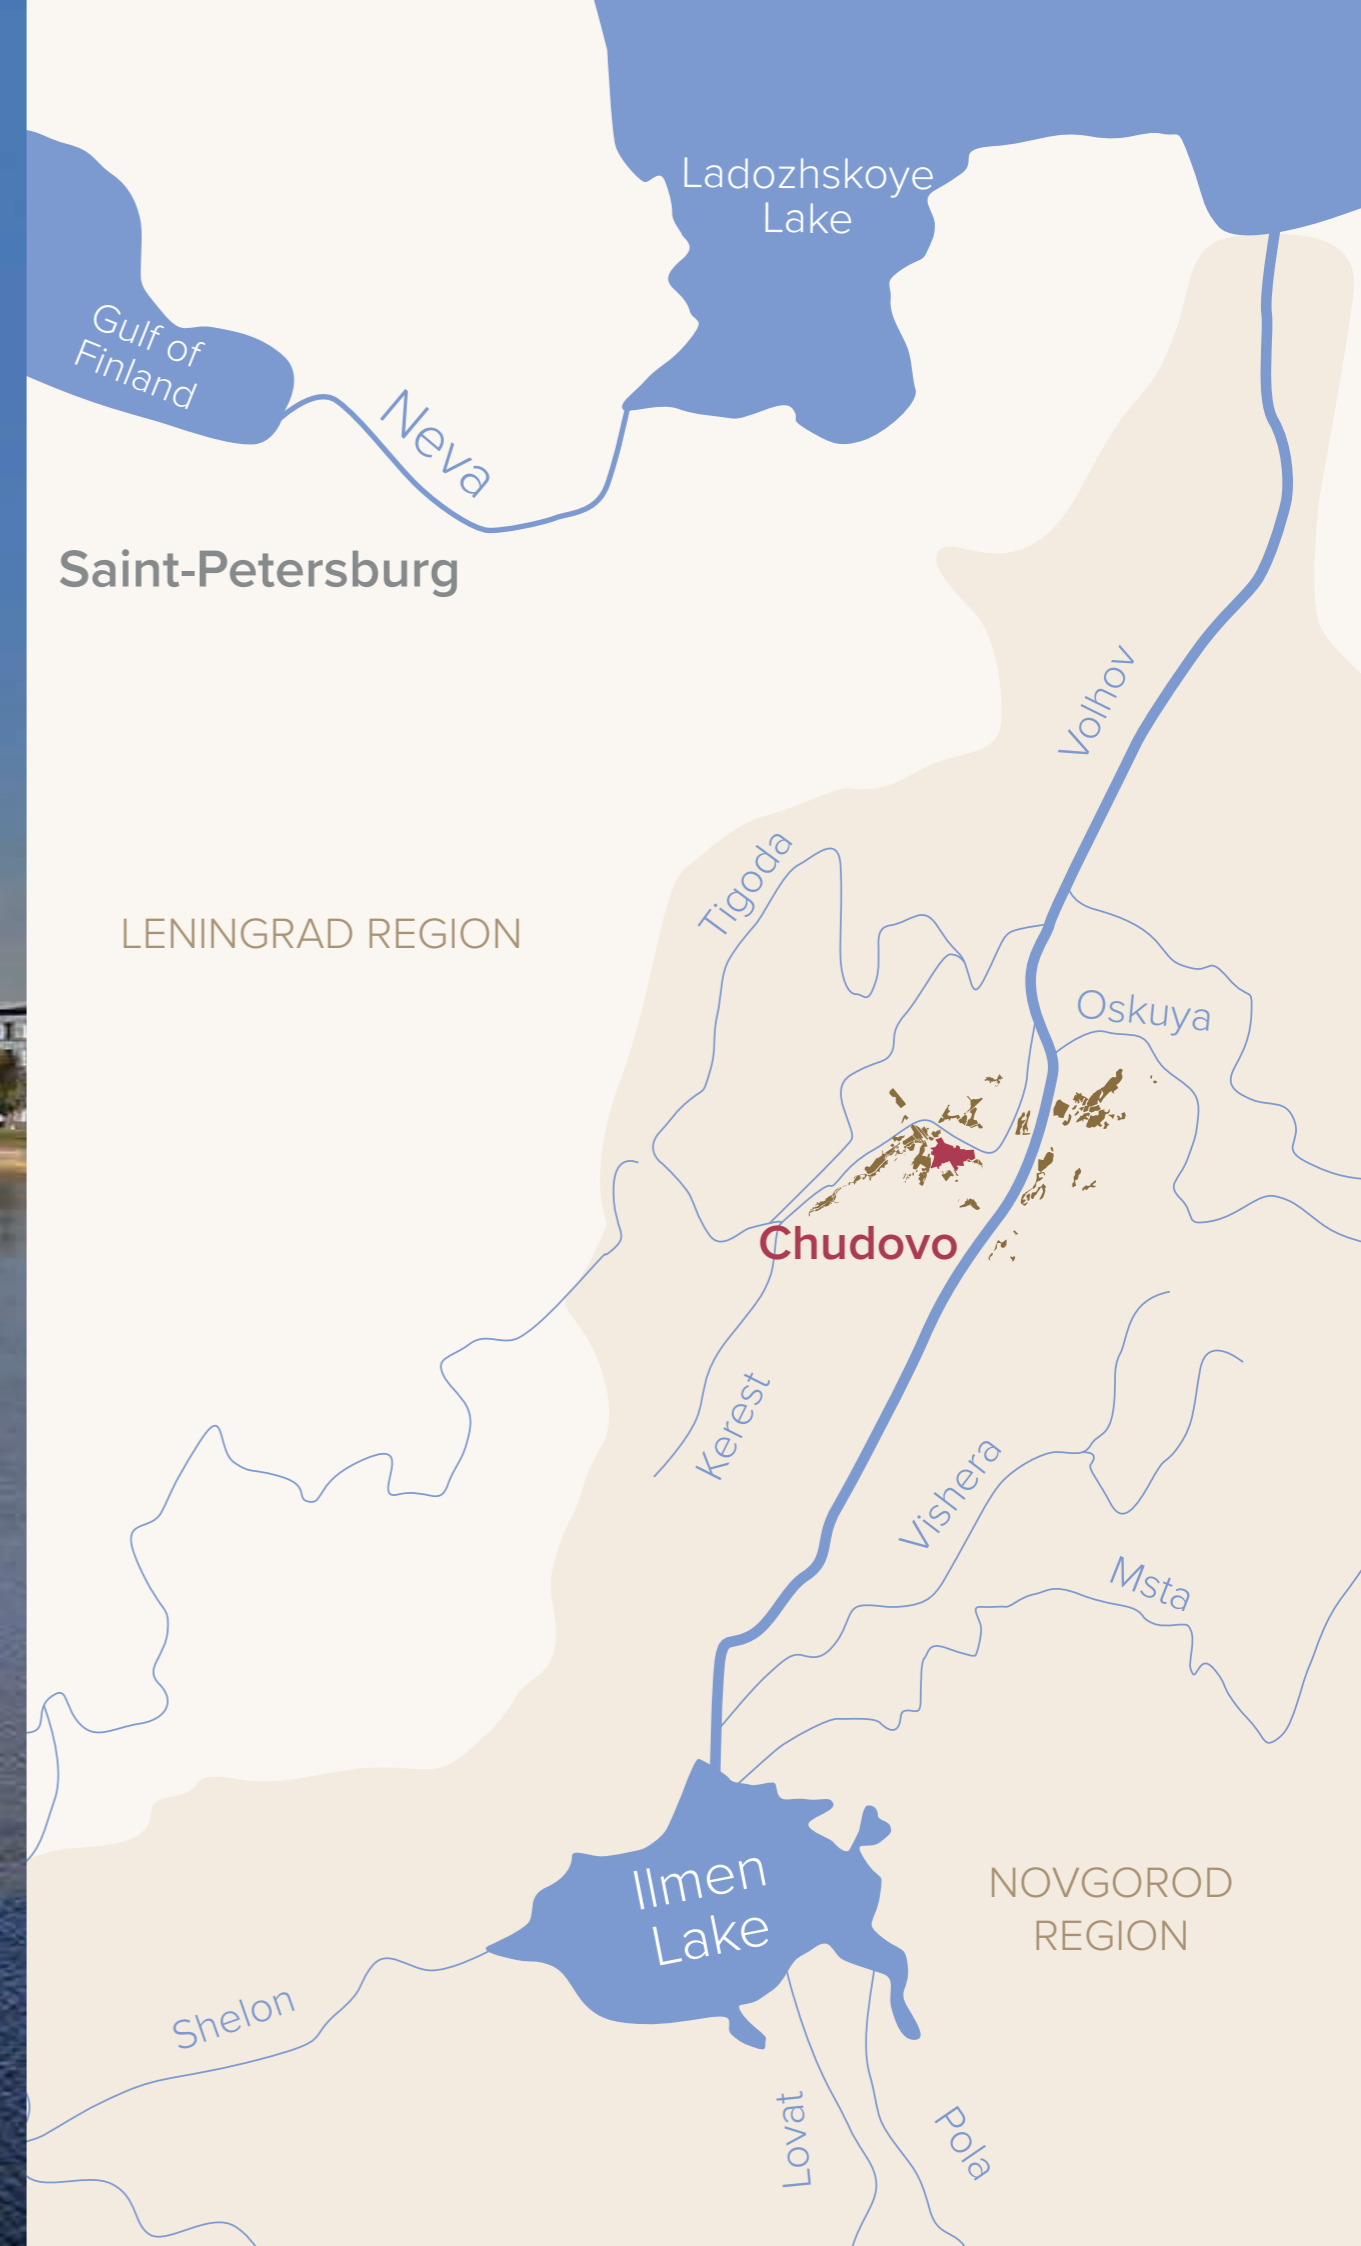 Ladozhskoye
Lake
Gulf of
Finland
Neva
Saint-Petersburg
Volhov
Tigoda
LENINGRAD REGION
Oskuya
Chudovo
Kerest
Vishera
Msta
Ilmen
Lake
NOVGOROD
REGION
Shelon
Lovat
Pola